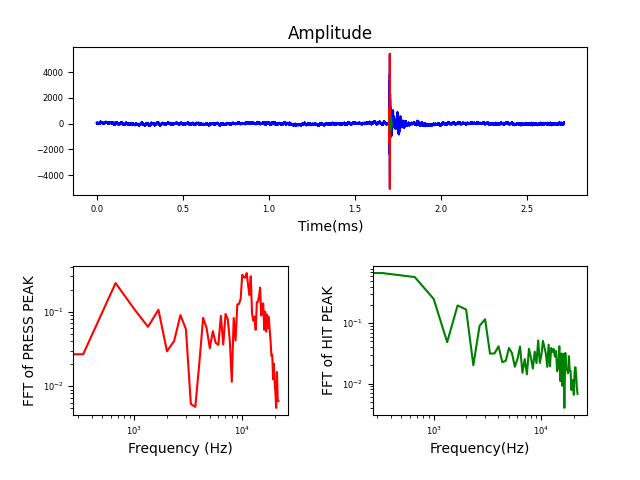 Amplitude
4000
2000
0
−2000
−4000
0.0 0.5 1.0 1.5 2.0 2.5
Time(ms)
FFT of PRESS PEAK
10⁻¹
10⁻²
10³ 10⁴
Frequency (Hz)
FFT of HIT PEAK
10⁻¹
10⁻²
10³ 10⁴
Frequency(Hz)